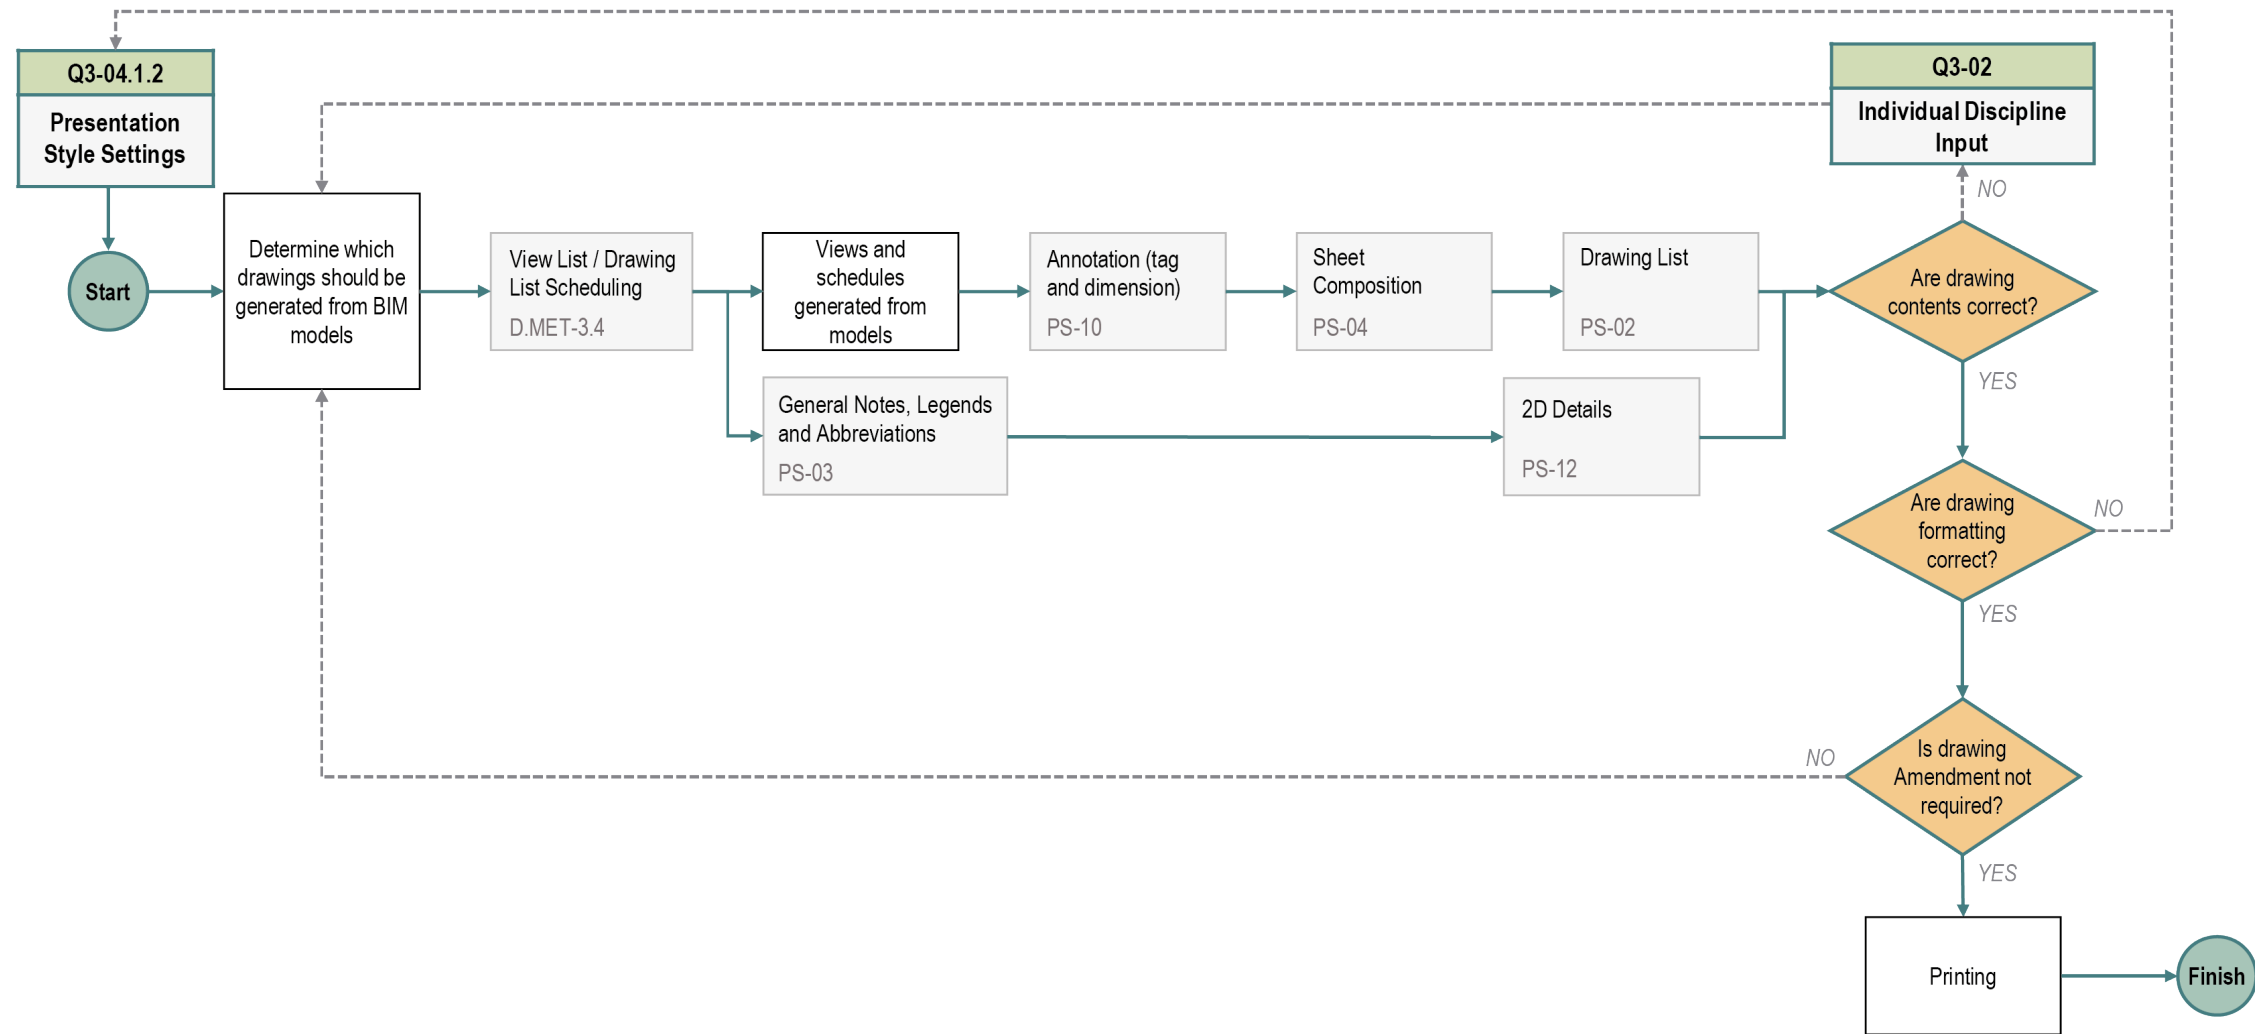 Q3-04.1.2
Presentation
Style Settings
Start
Determine which
drawings should be
generated from BIM
models
View List / Drawing
List Scheduling
D.MET-3.4
Views and
schedules
generated from
models
Annotation (tag
and dimension)
PS-10
Sheet
Composition
PS-04
Drawing List
PS-02
General Notes, Legends
and Abbreviations
PS-03
2D Details
PS-12
Q3-02
Individual Discipline
Input
NO
Are drawing
contents correct?
YES
Are drawing
formatting
correct?
NO
YES
NO
Is drawing
Amendment not
required?
YES
Printing
Finish